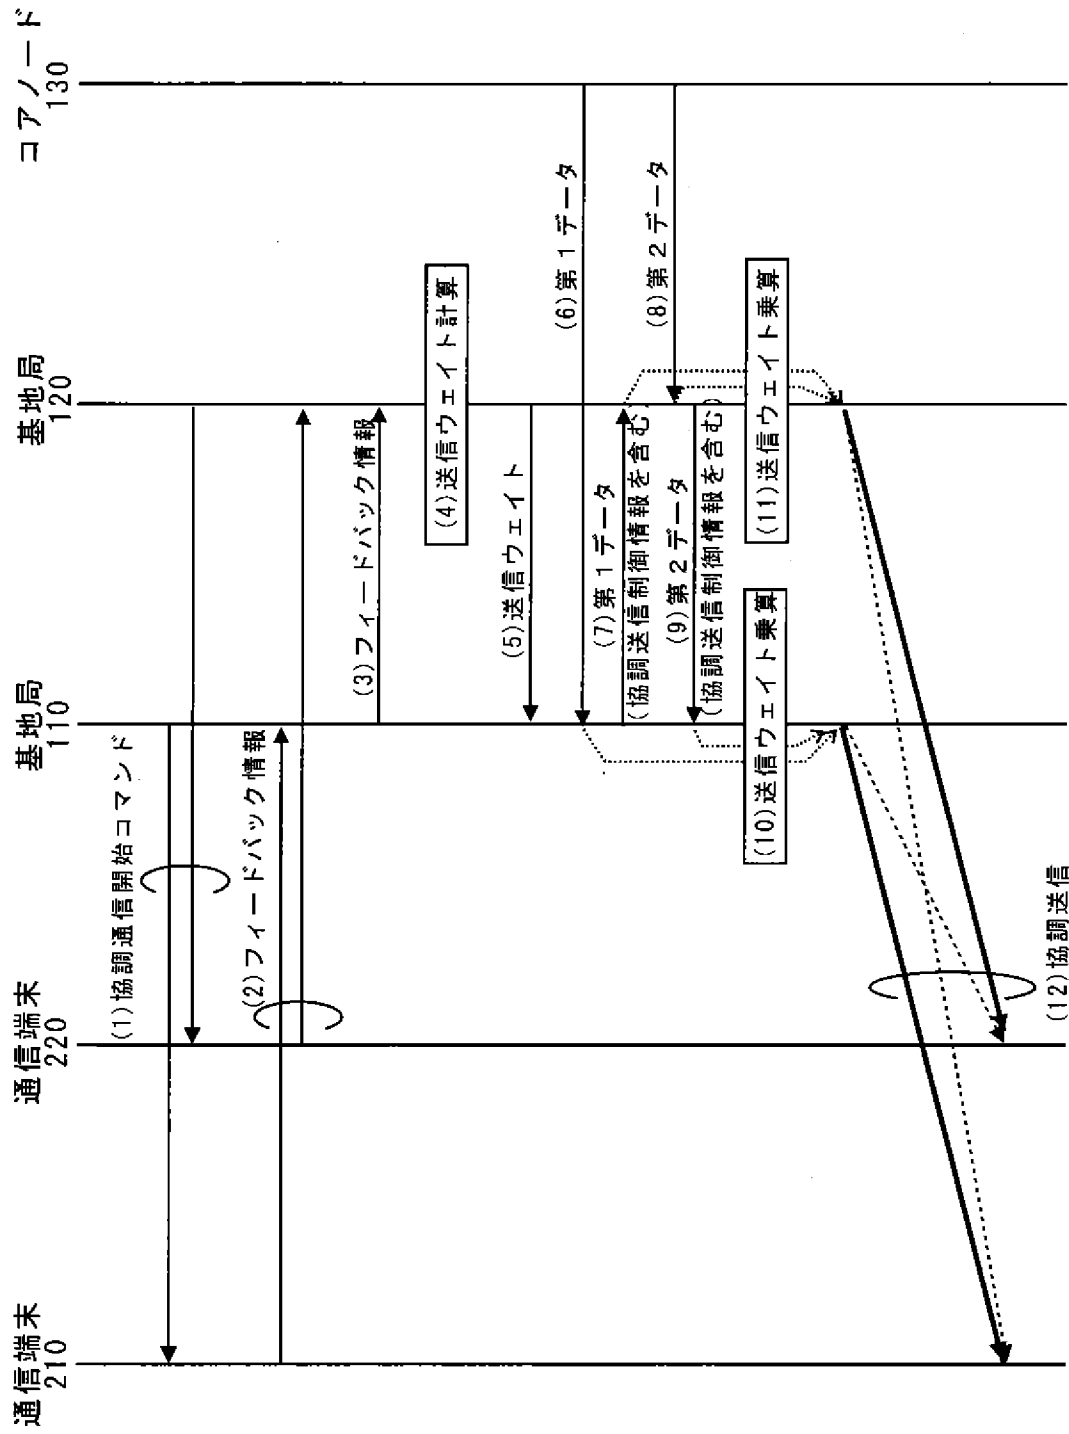 通信端末
210
通信端末
220
基地局
110
基地局
120
コアノード
130
(1)協調通信開始コマンド
(2)フィードバック情報
(3)フィードバック情報
(4)送信ウェイト計算
(5)送信ウェイト
(6)第1データ
(7)第1データ
(協調送信制御情報を含む)
(8)第2データ
(9)第2データ
(協調送信制御情報を含む)
(10)送信ウェイト乗算
(11)送信ウェイト乗算
(12)協調送信